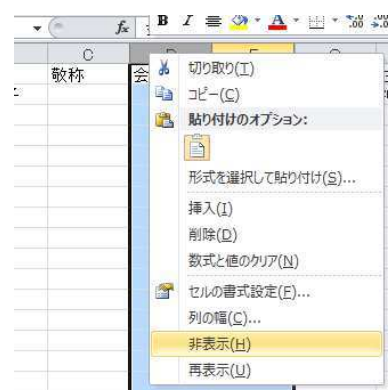 fx
B I A
C
敬称
会
切り取り(T)
コピー(C)
貼り付けのオプション:
形式を選択して貼り付け(S)...
挿入(I)
削除(D)
数式と値のクリア(N)
セルの書式設定(F)...
列の幅(C)...
非表示(H)
再表示(U)